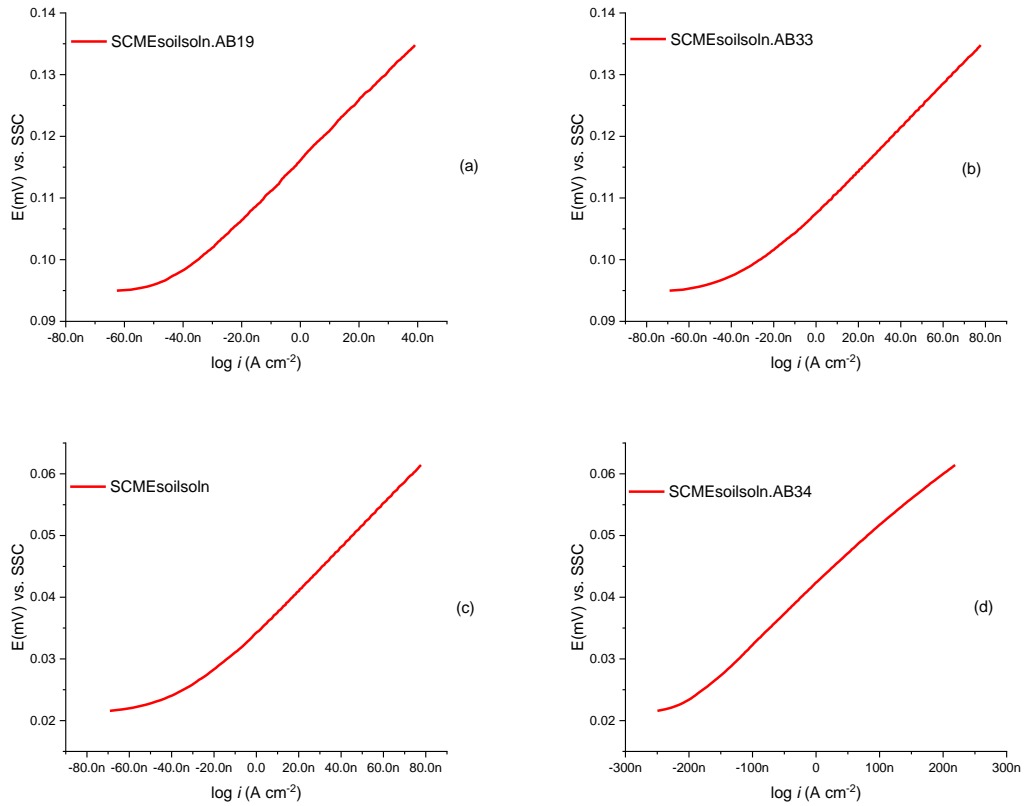 0.14
0.13
0.12
0.11
0.10
0.09
E(mV) vs. SSC
SCMEsoilsoln.AB19
(a)
-80.0n -60.0n -40.0n -20.0n 0.0 20.0n 40.0n
log i (A cm-2)
0.14
0.13
0.12
0.11
0.10
0.09
E(mV) vs. SSC
SCMEsoilsoln.AB33
(b)
-80.0n -60.0n -40.0n -20.0n 0.0 20.0n 40.0n 60.0n 80.0n
log i (A cm-2)
0.06
0.05
0.04
0.03
0.02
E(mV) vs. SSC
SCMEsoilsoln
(c)
-80.0n -60.0n -40.0n -20.0n 0.0 20.0n 40.0n 60.0n 80.0n
log i (A cm-2)
0.06
0.05
0.04
0.03
0.02
E(mV) vs. SSC
SCMEsoilsoln.AB34
(d)
-300n -200n -100n 0 100n 200n 300n
log i (A cm-2)